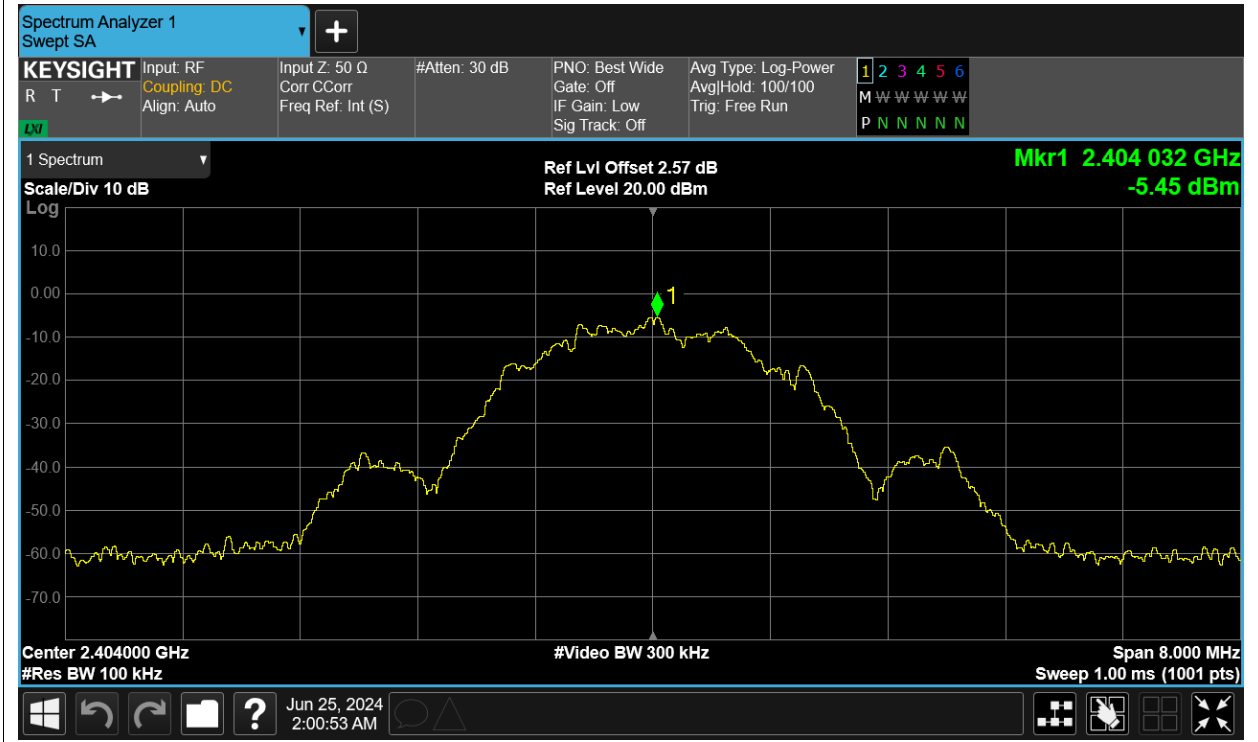 Spectrum Analyzer 1
Swept SA
KEYSIGHT
R T
LXI
Input: RF
Coupling: DC
Align: Auto
Input Z: 50 Ω
Corr CCorr
Freq Ref: Int (S)
#Atten: 30 dB
PNO: Best Wide
Gate: Off
IF Gain: Low
Sig Track: Off
Avg Type: Log-Power
Avg|Hold: 100/100
Trig: Free Run
1 2 3 4 5 6
M W W W W W W
P N N N N N N
1 Spectrum
Scale/Div 10 dB
Log
Ref Lvl Offset 2.57 dB
Ref Level 20.00 dBm
Mkr1 2.404 032 GHz
-5.45 dBm
1
10.0
0.00
-10.0
-20.0
-30.0
-40.0
-50.0
-60.0
-70.0
Center 2.404000 GHz
#Res BW 100 kHz
#Video BW 300 kHz
Span 8.000 MHz
Sweep 1.00 ms (1001 pts)
?
Jun 25, 2024
2:00:53 AM